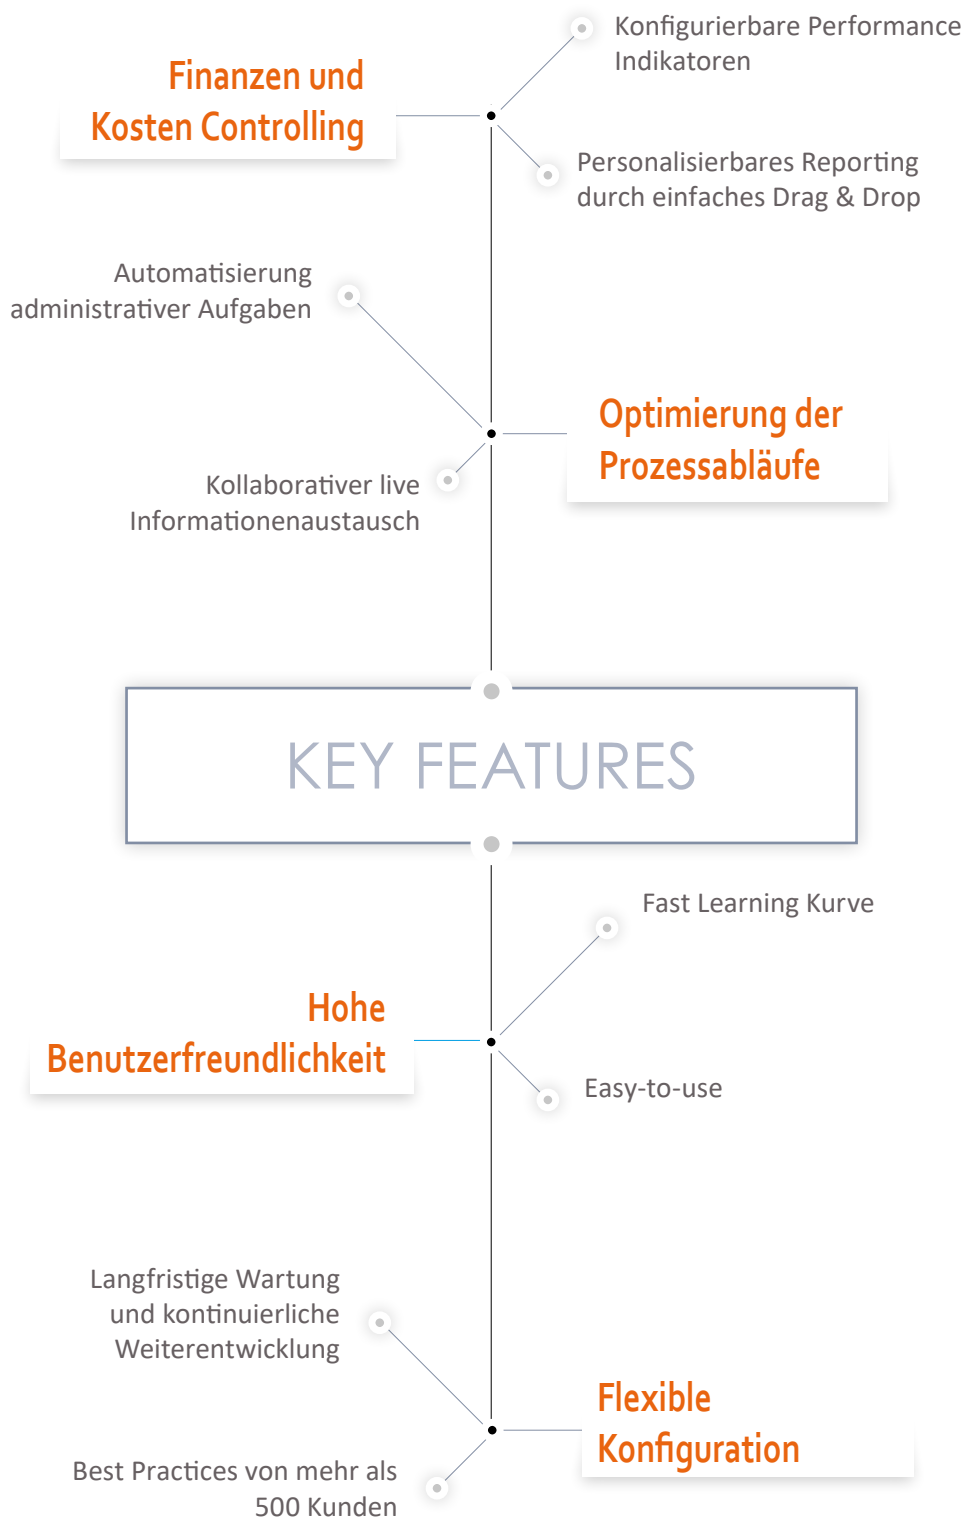 Konfigurierbare Performance
Indikatoren
Finanzen und
Kosten Controlling
Personalisierbares Reporting
durch einfaches Drag & Drop
Automatisierung
administrativer Aufgaben
Optimierung der
Prozessabläufe
Kollaborativer live
Informationenaustausch
KEY FEATURES
Fast Learning Kurve
Hohe
Benutzerfreundlichkeit
Easy-to-use
Langfristige Wartung
und kontinuierliche
Weiterentwicklung
Flexible
Konfiguration
Best Practices von mehr als
500 Kunden